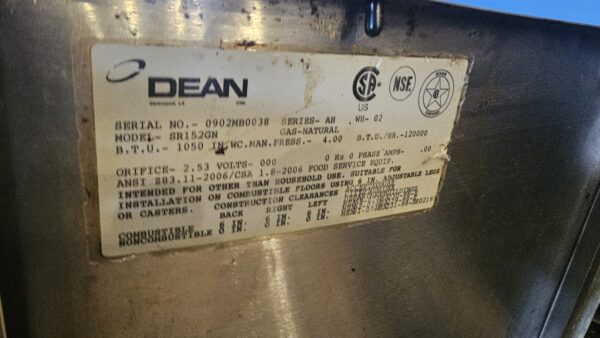 DEAN
Shreveport, LA USA
SA
US
NSF
SERIAL NO.- 0902MB0038 SERIES- AH WH- 02
MODEL- SR152GN GAS-NATURAL
B.T.U.- 1050 IN.WC.MAN.PRESS.- 4.00 B.T.U./HR.-120000
ORIFICE- 2.53 VOLTS- 000 0 Hz 0 PHASE AMPS- .00
ANSI Z83.11-2006/CSA 1.8-2006 FOOD SERVICE EQUIP.
INTENDED FOR OTHER THAN HOUSEHOLD USE. SUITABLE FOR
INSTALLATION ON COMBUSTIBLE FLOORS USING 6 IN. ADJUSTABLE LEGS
OR CASTERS. CONSTRUCTION CLEARANCES
BACK RIGHT LEFT
COMBUSTIBLE 6 IN. 6 IN. 6 IN.
NONCOMBUSTIBLE 0 IN. 0 IN. 0 IN.